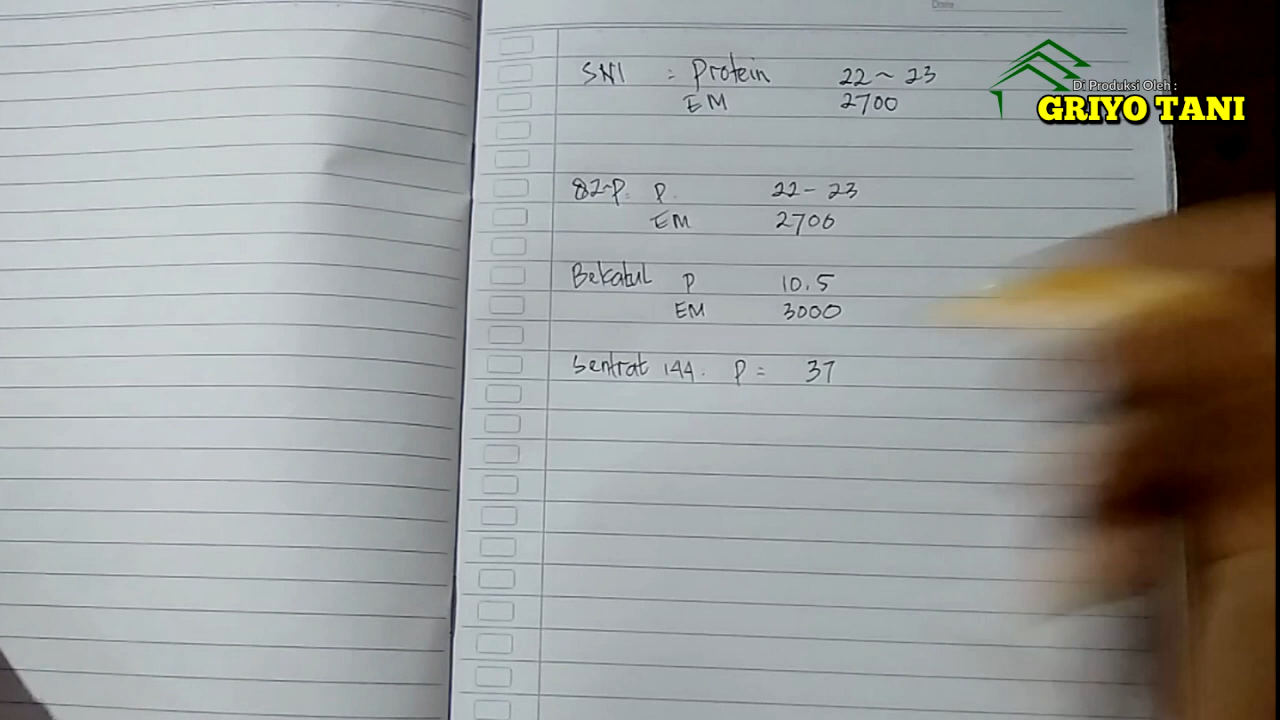 Date
SNI : Protein 22 ~ 23
EM 2700
Di Produksi Oleh :
GRIYO TANI
82-P: P. 22 - 23
EM 2700
Bekatul P 10.5
EM 3000
Sentrat 144. P = 37